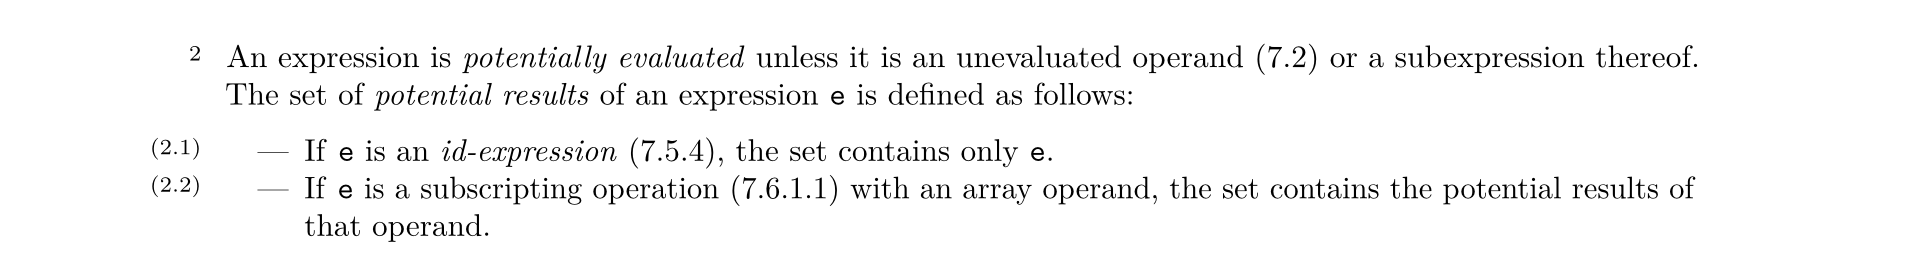 2 An expression is potentially evaluated unless it is an unevaluated operand (7.2) or a subexpression thereof.
The set of potential results of an expression e is defined as follows:
(2.1) — If e is an id-expression (7.5.4), the set contains only e.
(2.2) — If e is a subscripting operation (7.6.1.1) with an array operand, the set contains the potential results of
that operand.